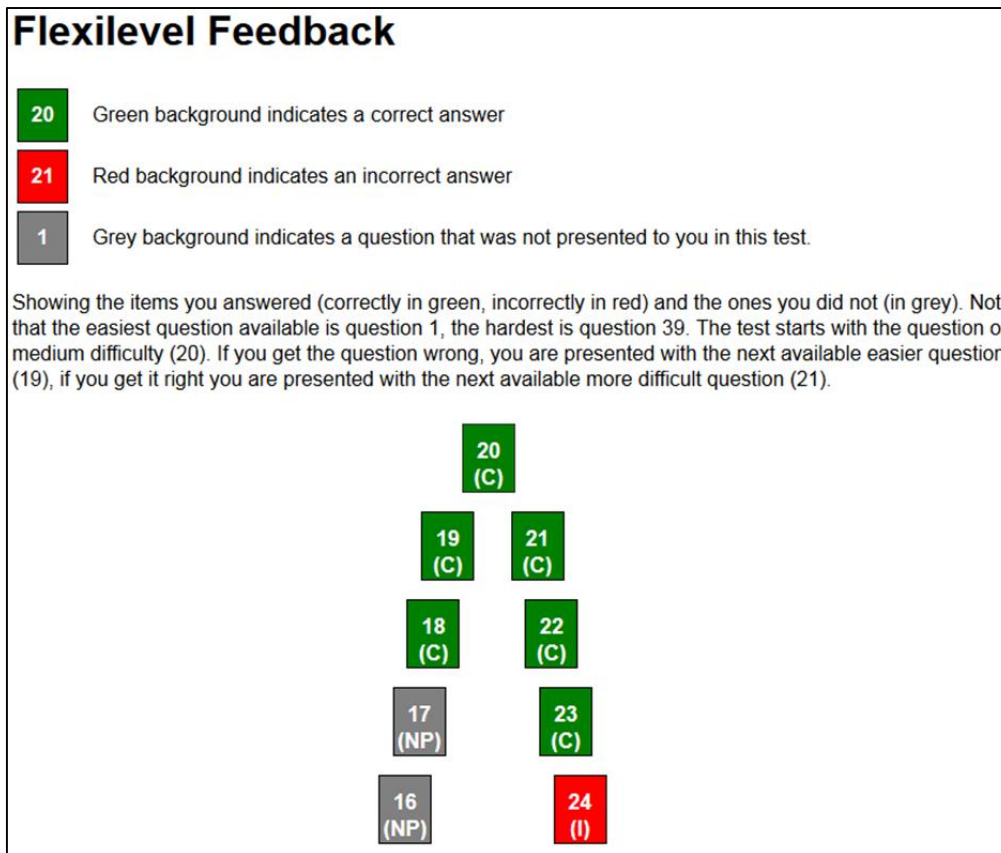 Flexilevel Feedback
20 Green background indicates a correct answer
21 Red background indicates an incorrect answer
1 Grey background indicates a question that was not presented to you in this test.
Showing the items you answered (correctly in green, incorrectly in red) and the ones you did not (in grey). Not
that the easiest question available is question 1, the hardest is question 39. The test starts with the question o
medium difficulty (20). If you get the question wrong, you are presented with the next available easier question
(19), if you get it right you are presented with the next available more difficult question (21).
20
(C)
19 21
(C) (C)
18 22
(C) (C)
17 23
(NP) (C)
16 24
(NP) (I)